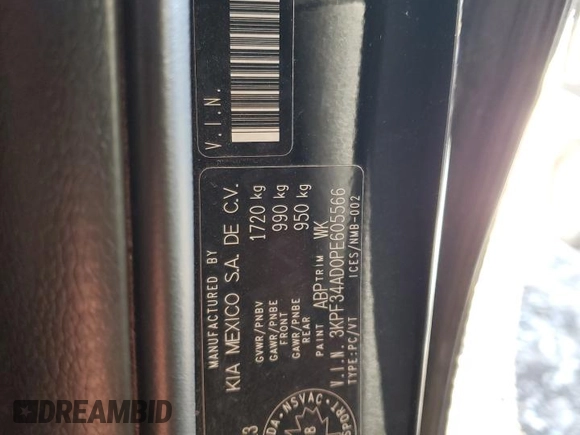 V.I.N.
MANUFACTURED BY
KIA MEXICO S.A. DE C.V.
GVWR/PNBV 1720 kg
GAWR/PNBE FRONT 990 kg
GAWR/PNBE REAR 950 kg
PAINT ABP TRIM WK
V.I.N. 3KPF34AD0PE605566
TYPE:PC/VT ICES/NMB-002
NSVAC
DREAMBID